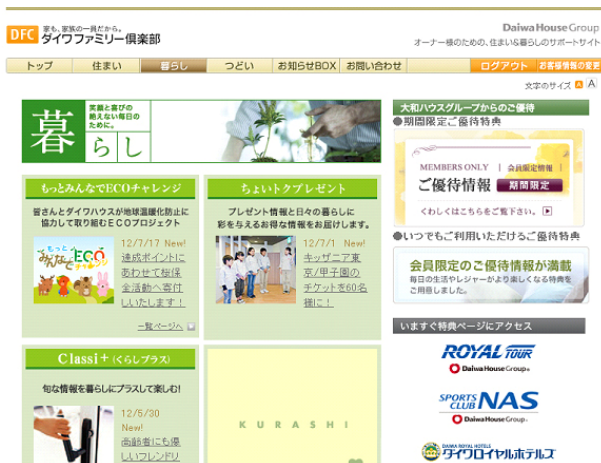 DFC
家も、家族の一員だから。
ダイワファミリー倶楽部
Daiwa House Group
オーナー様のための、住まい&暮らしのサポートサイト
トップ 住まい 暮らし つどい お知らせBOX お問い合わせ ログアウト お客様情報の変更
文字のサイズ A A
暮らし
笑顔と喜びの
絶えない毎日の
ために。
もっとみんなでECOチャレンジ
皆さんとダイワハウスが地球温暖化防止に
協力して取り組むECOプロジェクト
もっと
みんなで
ECO
チャレンジ
12/7/17 New!
達成ポイントに
あわせて桜保
全活動へ寄付
しいたします!
一覧ページへ
ちょいトクプレゼント
プレゼント情報と日々の暮らしに
彩を与えるお得な情報をお届けします。
12/7/1 New!
キッザニア東
京/甲子園の
チケットを60名
様に!
Classi+(くらしプラス)
旬な情報を暮らしにプラスして楽しむ!
12/5/30
New!
高齢者にも優
しいフレンドリ
KURASHI
大和ハウスグループからのご優待
●期間限定ご優待特典
MEMBERS ONLY | 会員限定情報 |
ご優待情報 期間限定
くわしくはこちらをご覧下さい。
●いつでもご利用いただけるご優待特典
会員限定のご優待情報が満載
毎日の生活やレジャーがより楽しくなる特典を
ご用意しました。
いますぐ特典ページにアクセス
ROYAL TOUR
Daiwa House Group
SPORTS
CLUB NAS
Daiwa House Group
DAIWA ROYAL HOTELS
ダイワロイヤルホテルズ